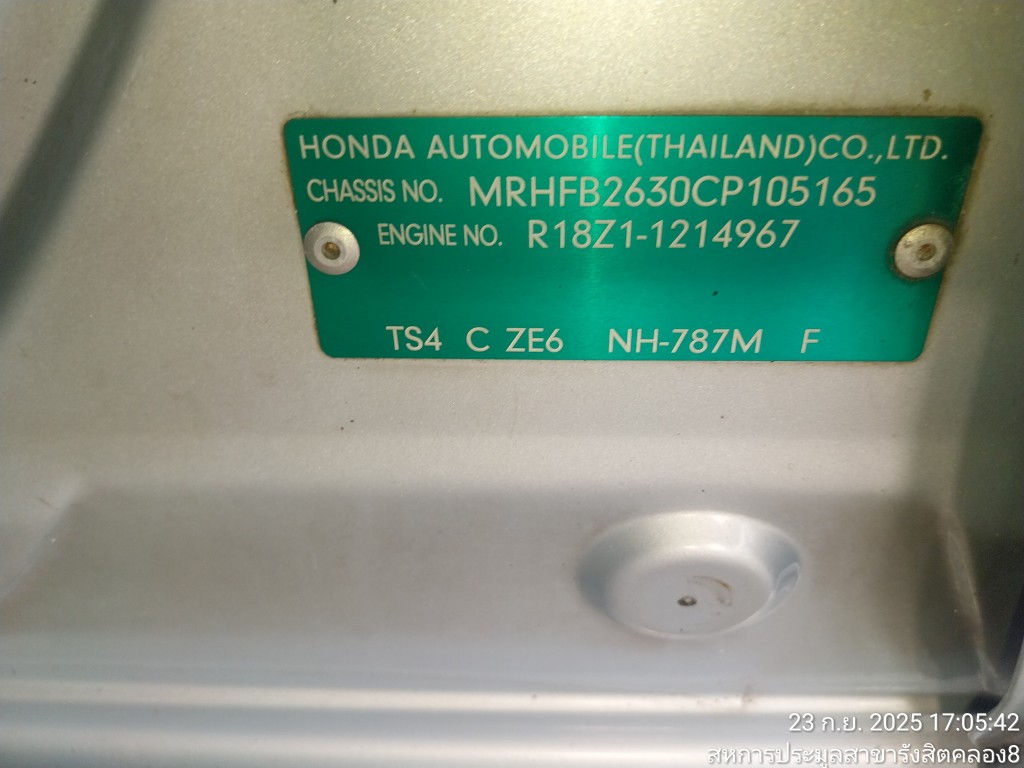 HONDA AUTOMOBILE(THAILAND)CO.,LTD.
CHASSIS NO. MRHFB2630CP105165
ENGINE NO. R18Z1-1214967
TS4 C ZE6 NH-787M F
23 ก.ย. 2025 17:05:42
สหการประมูลสาขารังสิตคลอง8